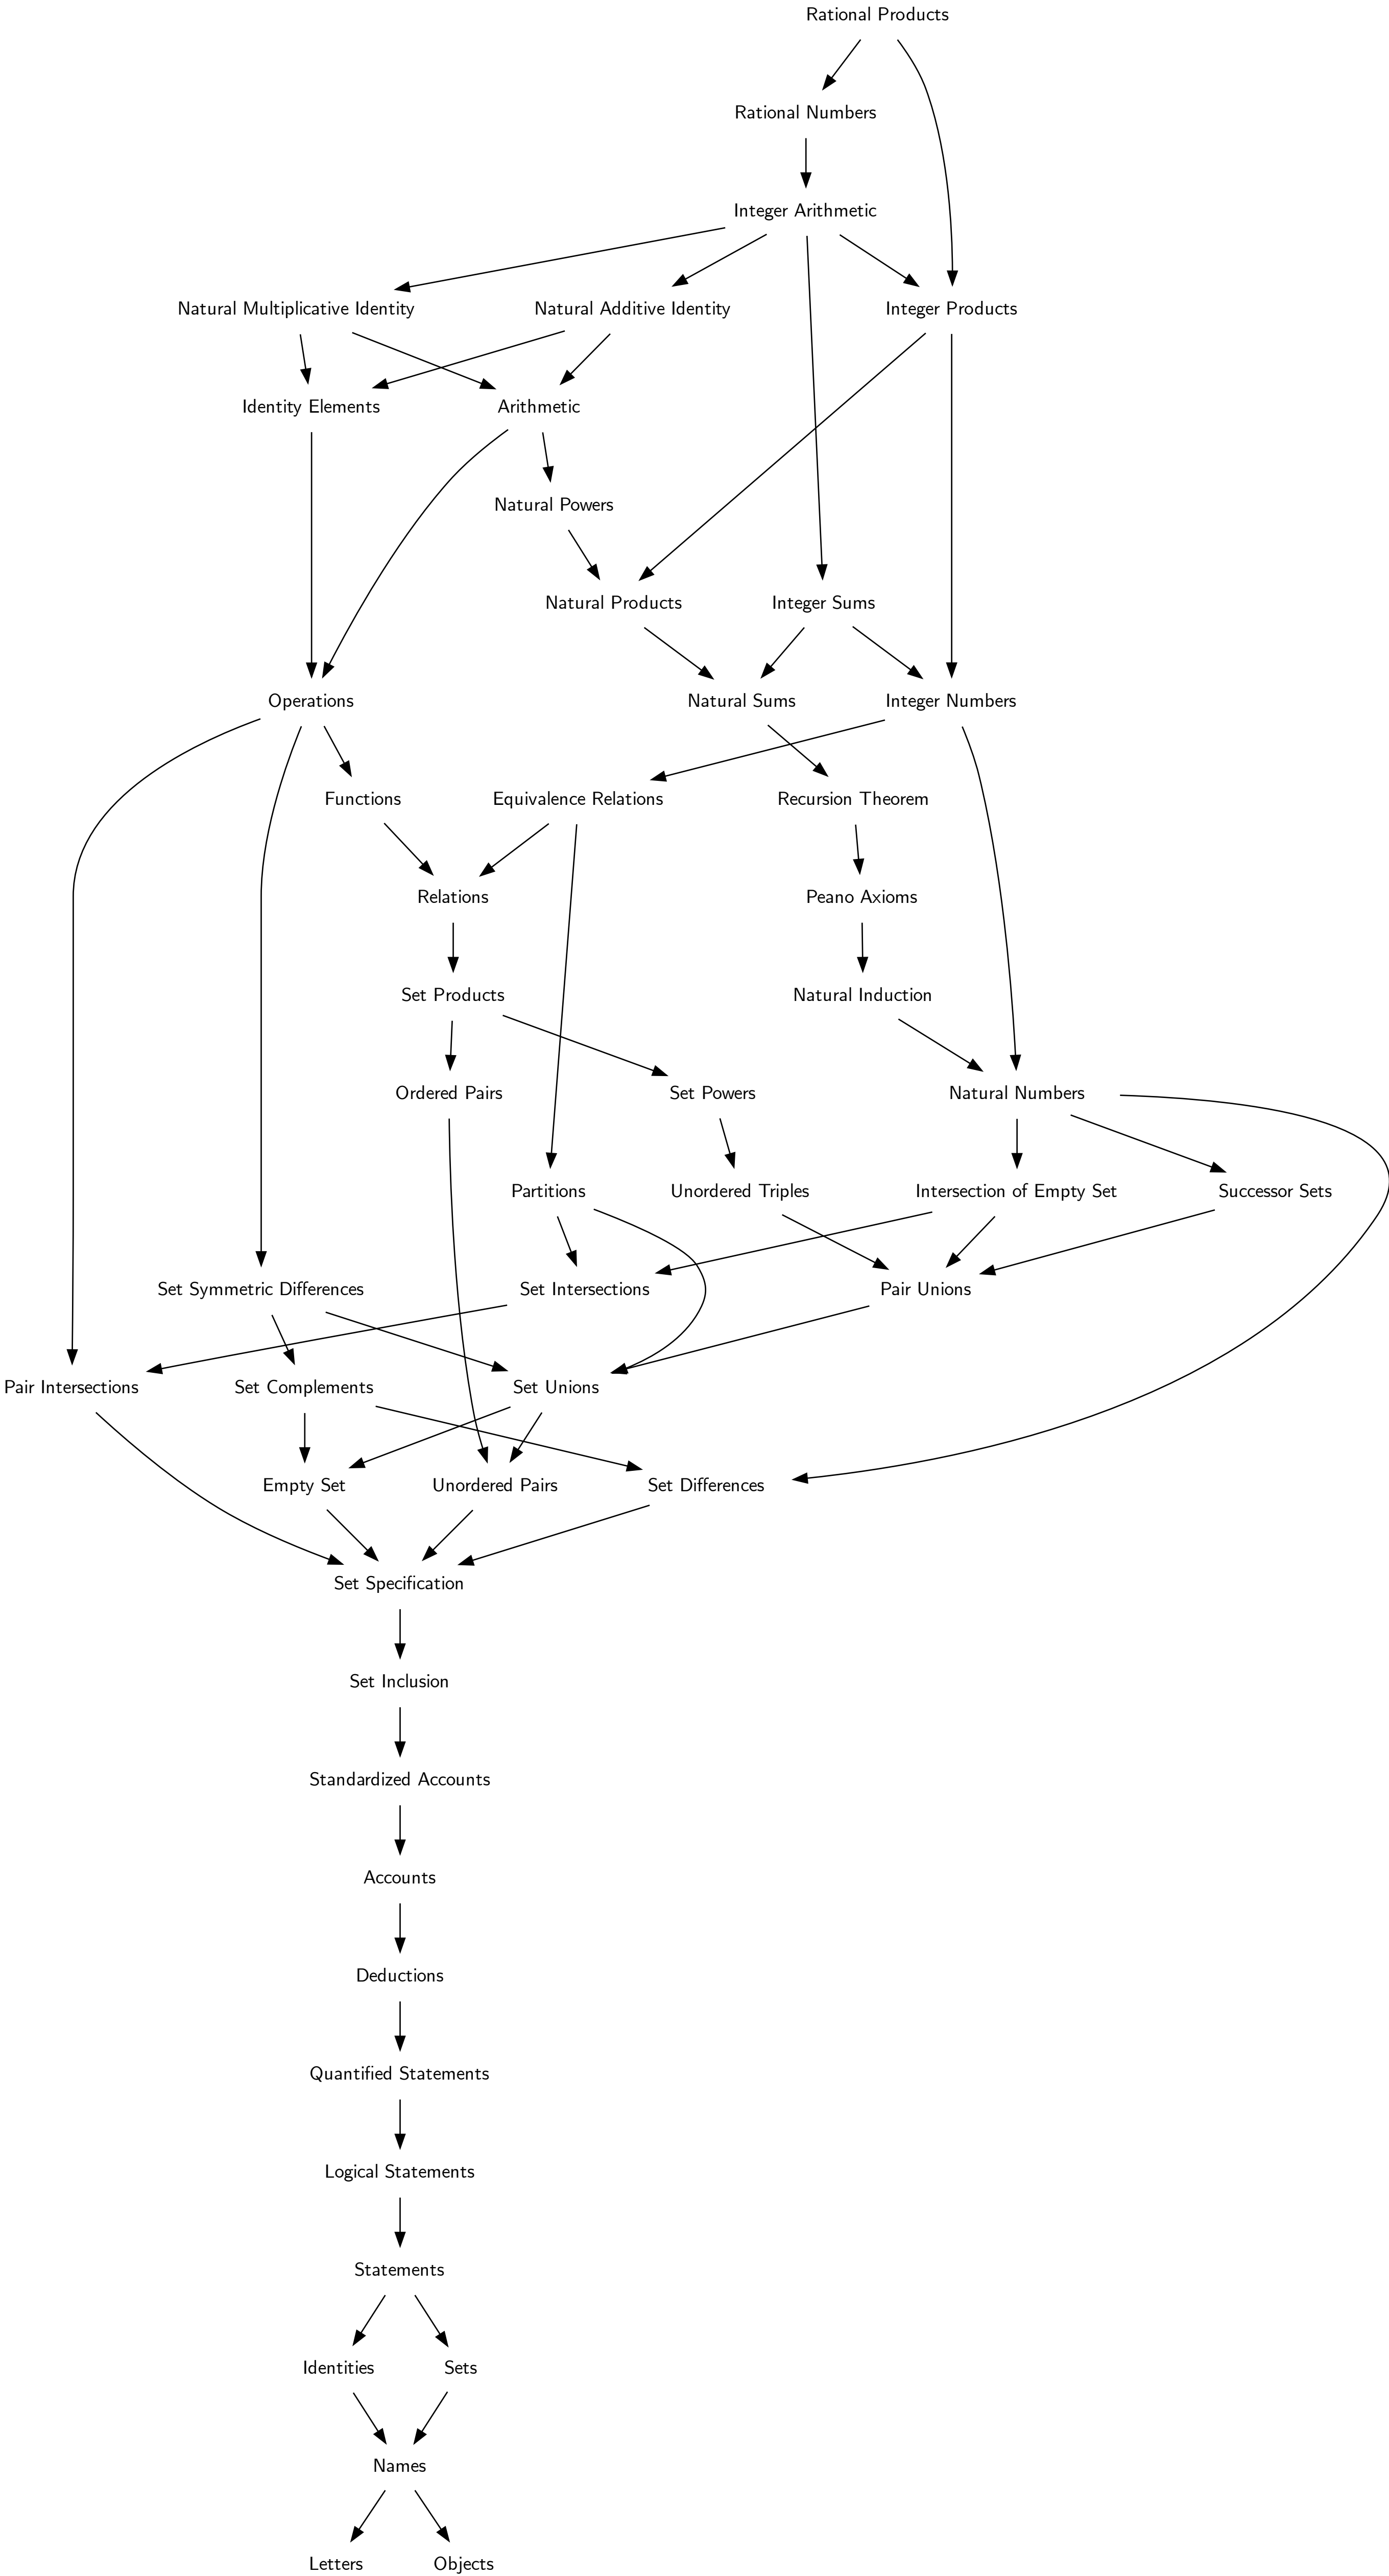 Rational Products
Rational Numbers
Integer Arithmetic
Natural Multiplicative Identity
Natural Additive Identity
Integer Products
Identity Elements
Arithmetic
Natural Powers
Natural Products
Integer Sums
Operations
Natural Sums
Integer Numbers
Functions
Equivalence Relations
Recursion Theorem
Relations
Peano Axioms
Set Products
Natural Induction
Ordered Pairs
Set Powers
Natural Numbers
Partitions
Unordered Triples
Intersection of Empty Set
Successor Sets
Set Symmetric Differences
Set Intersections
Pair Unions
Pair Intersections
Set Complements
Set Unions
Empty Set
Unordered Pairs
Set Differences
Set Specification
Set Inclusion
Standardized Accounts
Accounts
Deductions
Quantified Statements
Logical Statements
Statements
Identities
Sets
Names
Letters
Objects